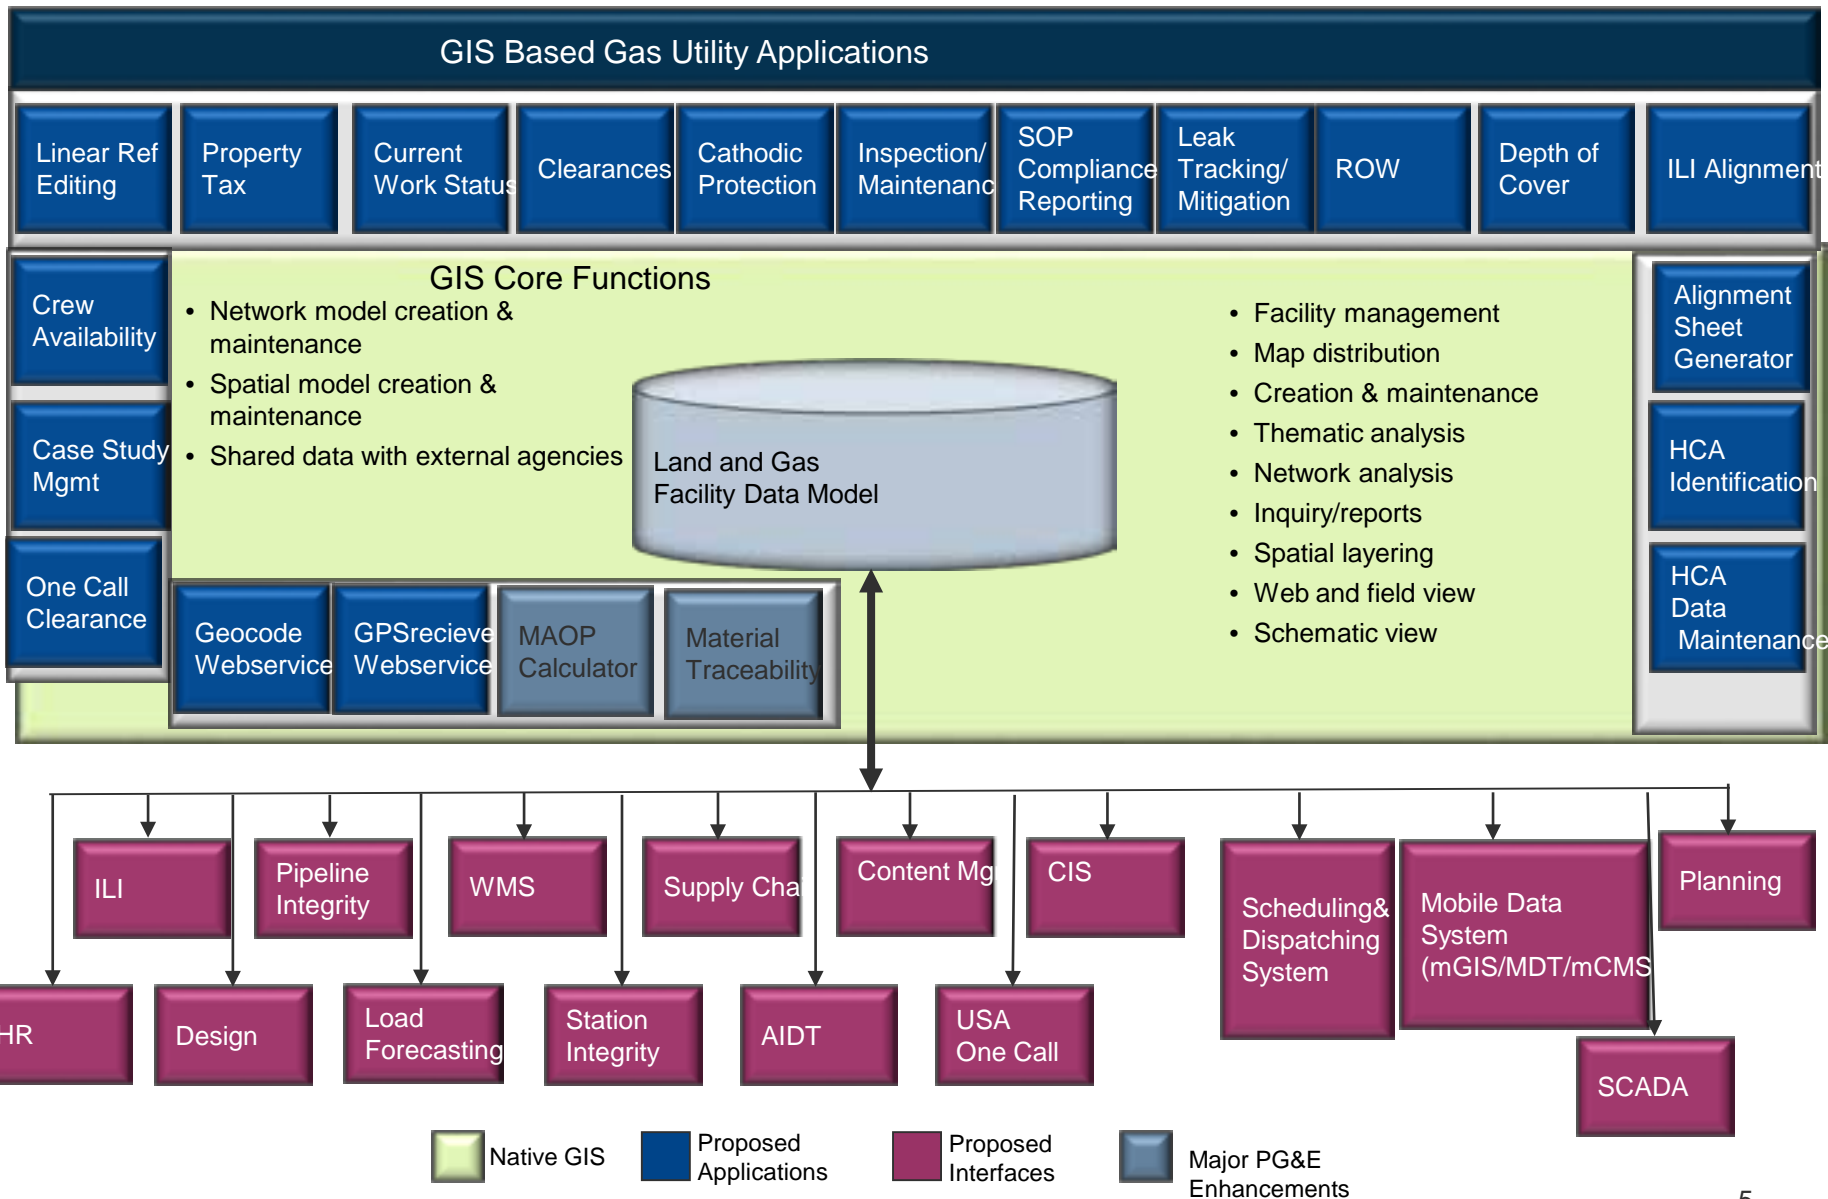 GIS Based Gas Utility Applications
Linear Ref
Editing
Property
Tax
Current
Work Status
Clearances
Cathodic
Protection
Inspection/
Maintenanc
SOP
Compliance
Reporting
Leak
Tracking/
Mitigation
ROW
Depth of
Cover
ILI Alignment
Crew
Availability
Case Study
Mgmt
One Call
Clearance
GIS Core Functions
• Network model creation &
maintenance
• Spatial model creation &
maintenance
• Shared data with external agencies
Land and Gas
Facility Data Model
• Facility management
• Map distribution
• Creation & maintenance
• Thematic analysis
• Network analysis
• Inquiry/reports
• Spatial layering
• Web and field view
• Schematic view
Alignment
Sheet
Generator
HCA
Identification
HCA
Data
Maintenance
Geocode
Webservice
GPSrecieve
Webservice
MAOP
Calculator
Material
Traceability
ILI
Pipeline
Integrity
WMS
Supply Chai
Content Mg
CIS
Scheduling&
Dispatching
System
Mobile Data
System
(mGIS/MDT/mCMS
Planning
HR
Design
Load
Forecasting
Station
Integrity
AIDT
USA
One Call
SCADA
Native GIS
Proposed
Applications
Proposed
Interfaces
Major PG&E
Enhancements
5